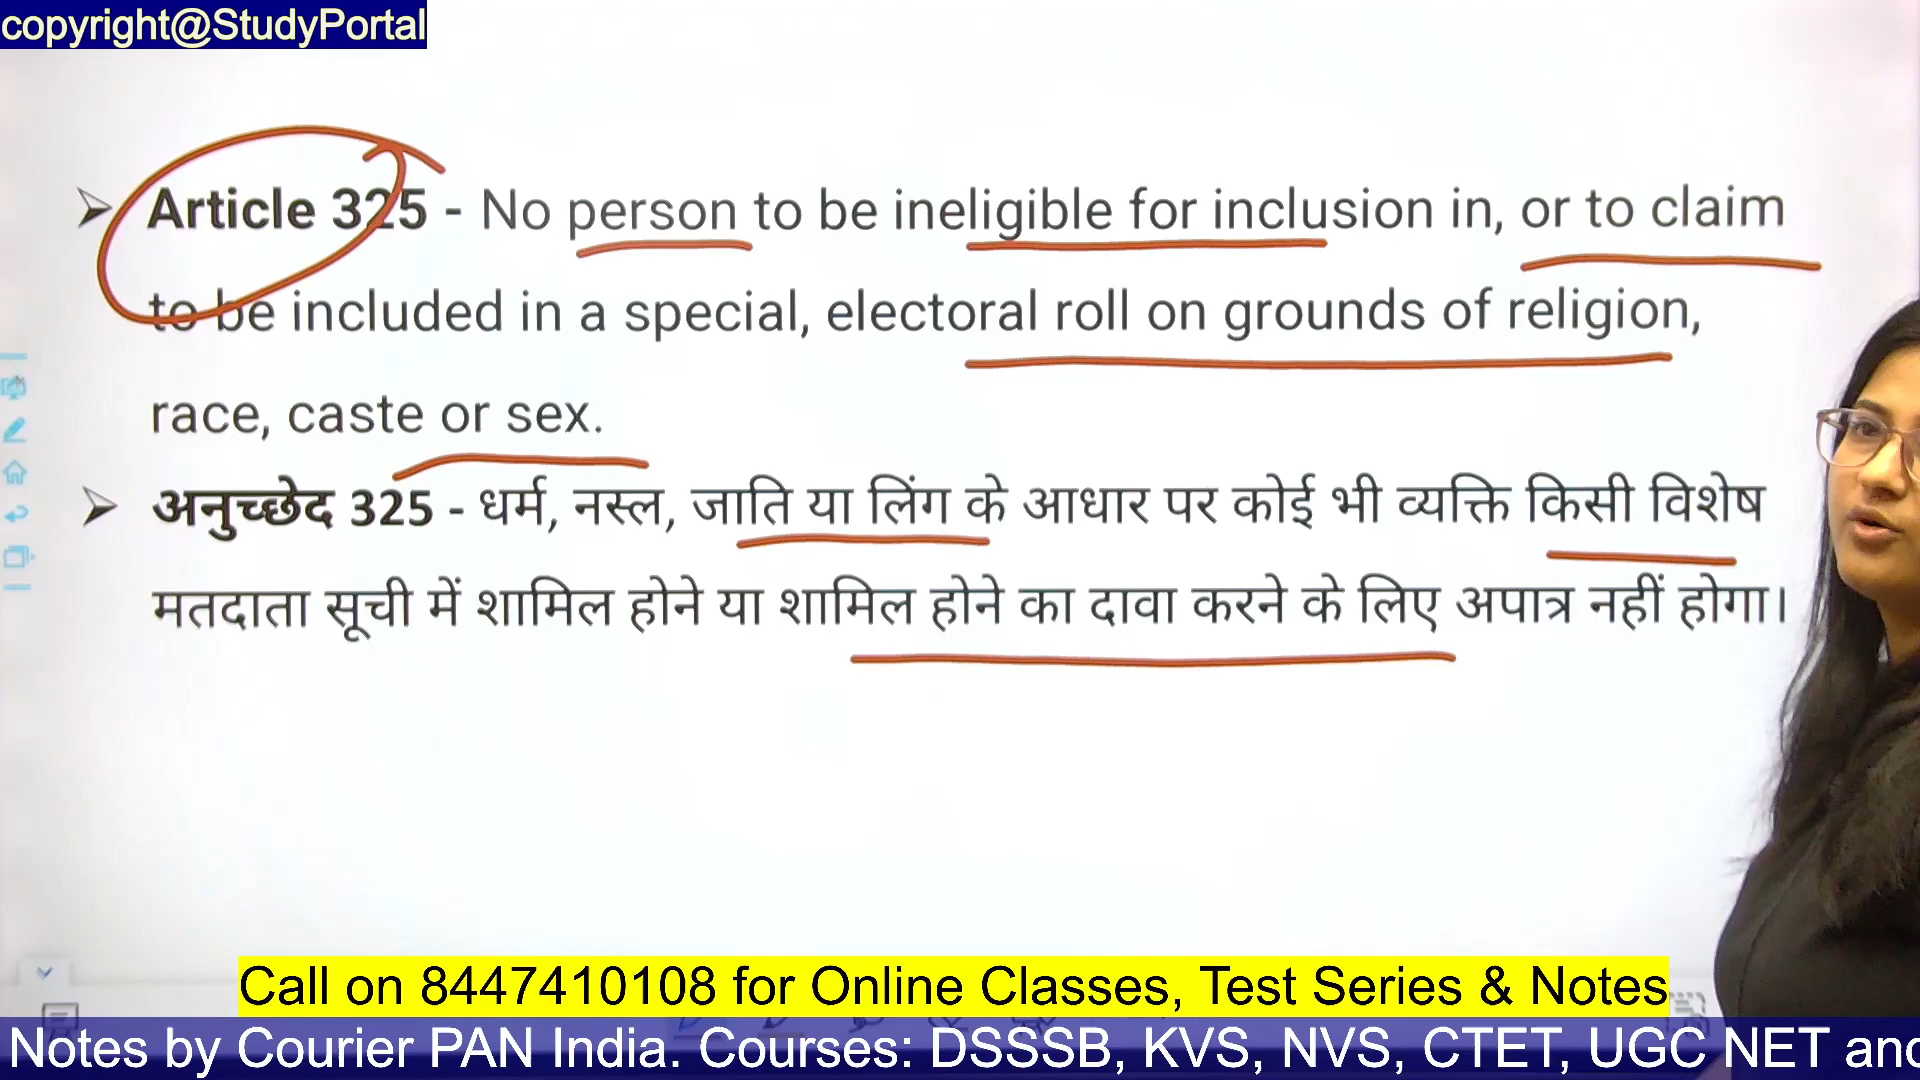 copyright@StudyPortal
Article 325 - No person to be ineligible for inclusion in, or to claim
to be included in a special, electoral roll on grounds of religion,
race, caste or sex.
अनुच्छेद 325 - धर्म, नस्ल, जाति या लिंग के आधार पर कोई भी व्यक्ति किसी विशेष
मतदाता सूची में शामिल होने या शामिल होने का दावा करने के लिए अपात्र नहीं होगा।
Call on 8447410108 for Online Classes, Test Series & Notes
Notes by Courier PAN India. Courses: DSSSB, KVS, NVS, CTET, UGC NET and